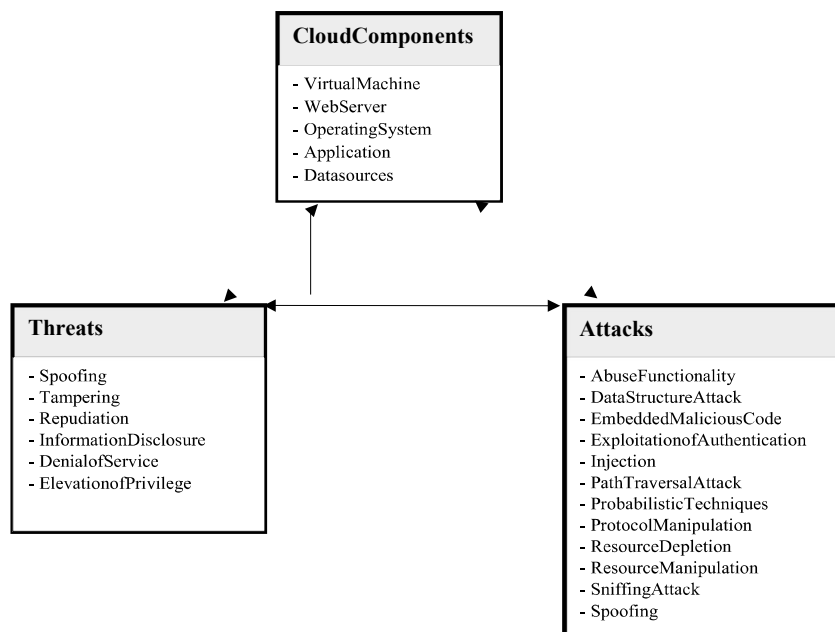 CloudComponents
- VirtualMachine
- WebServer
- OperatingSystem
- Application
- Datasources
Threats
- Spoofing
- Tampering
- Repudiation
- InformationDisclosure
- DenialofService
- ElevationofPrivilege
Attacks
- AbuseFunctionality
- DataStructureAttack
- EmbeddedMaliciousCode
- ExploitationofAuthentication
- Injection
- PathTraversalAttack
- ProbabilisticTechniques
- ProtocolManipulation
- ResourceDepletion
- ResourceManipulation
- SniffingAttack
- Spoofing